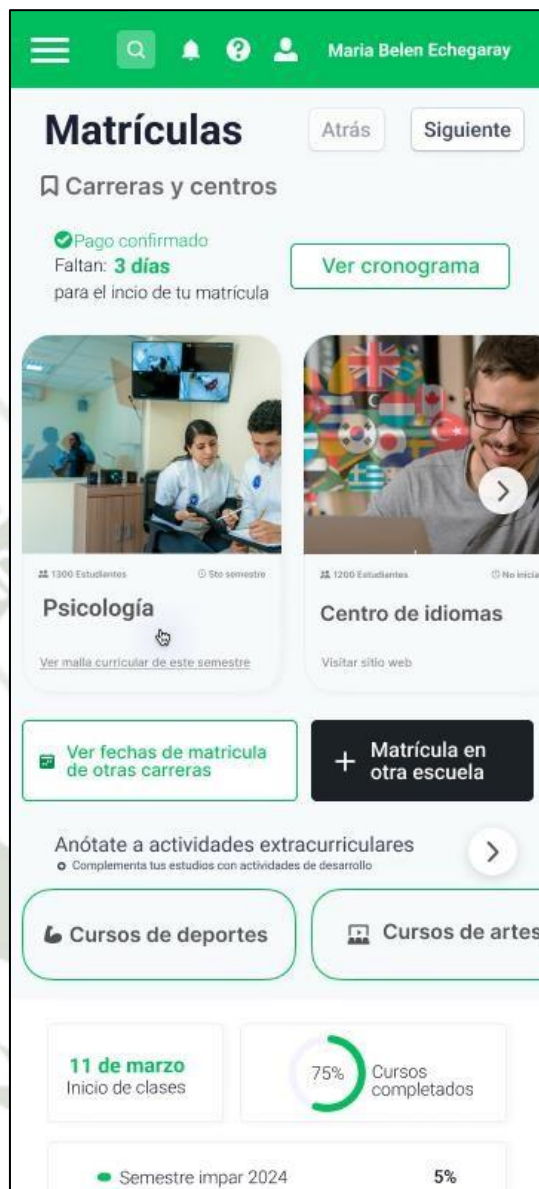 Maria Belen Echegaray
Matrículas
Atrás
Siguiente
Carreras y centros
Pago confirmado
Faltan: 3 días
para el incio de tu matrícula
Ver cronograma
1300 Estudiantes
5to semestre
1200 Estudiantes
No inicia
Psicología
Centro de idiomas
Ver malla curricular de este semestre
Visitar sitio web
Ver fechas de matricula
de otras carreras
+ Matrícula en
otra escuela
Anótate a actividades extracurriculares
Complementa tus estudios con actividades de desarrollo
Cursos de deportes
Cursos de artes
11 de marzo
Inicio de clases
75%
Cursos
completados
Semestre impar 2024
5%